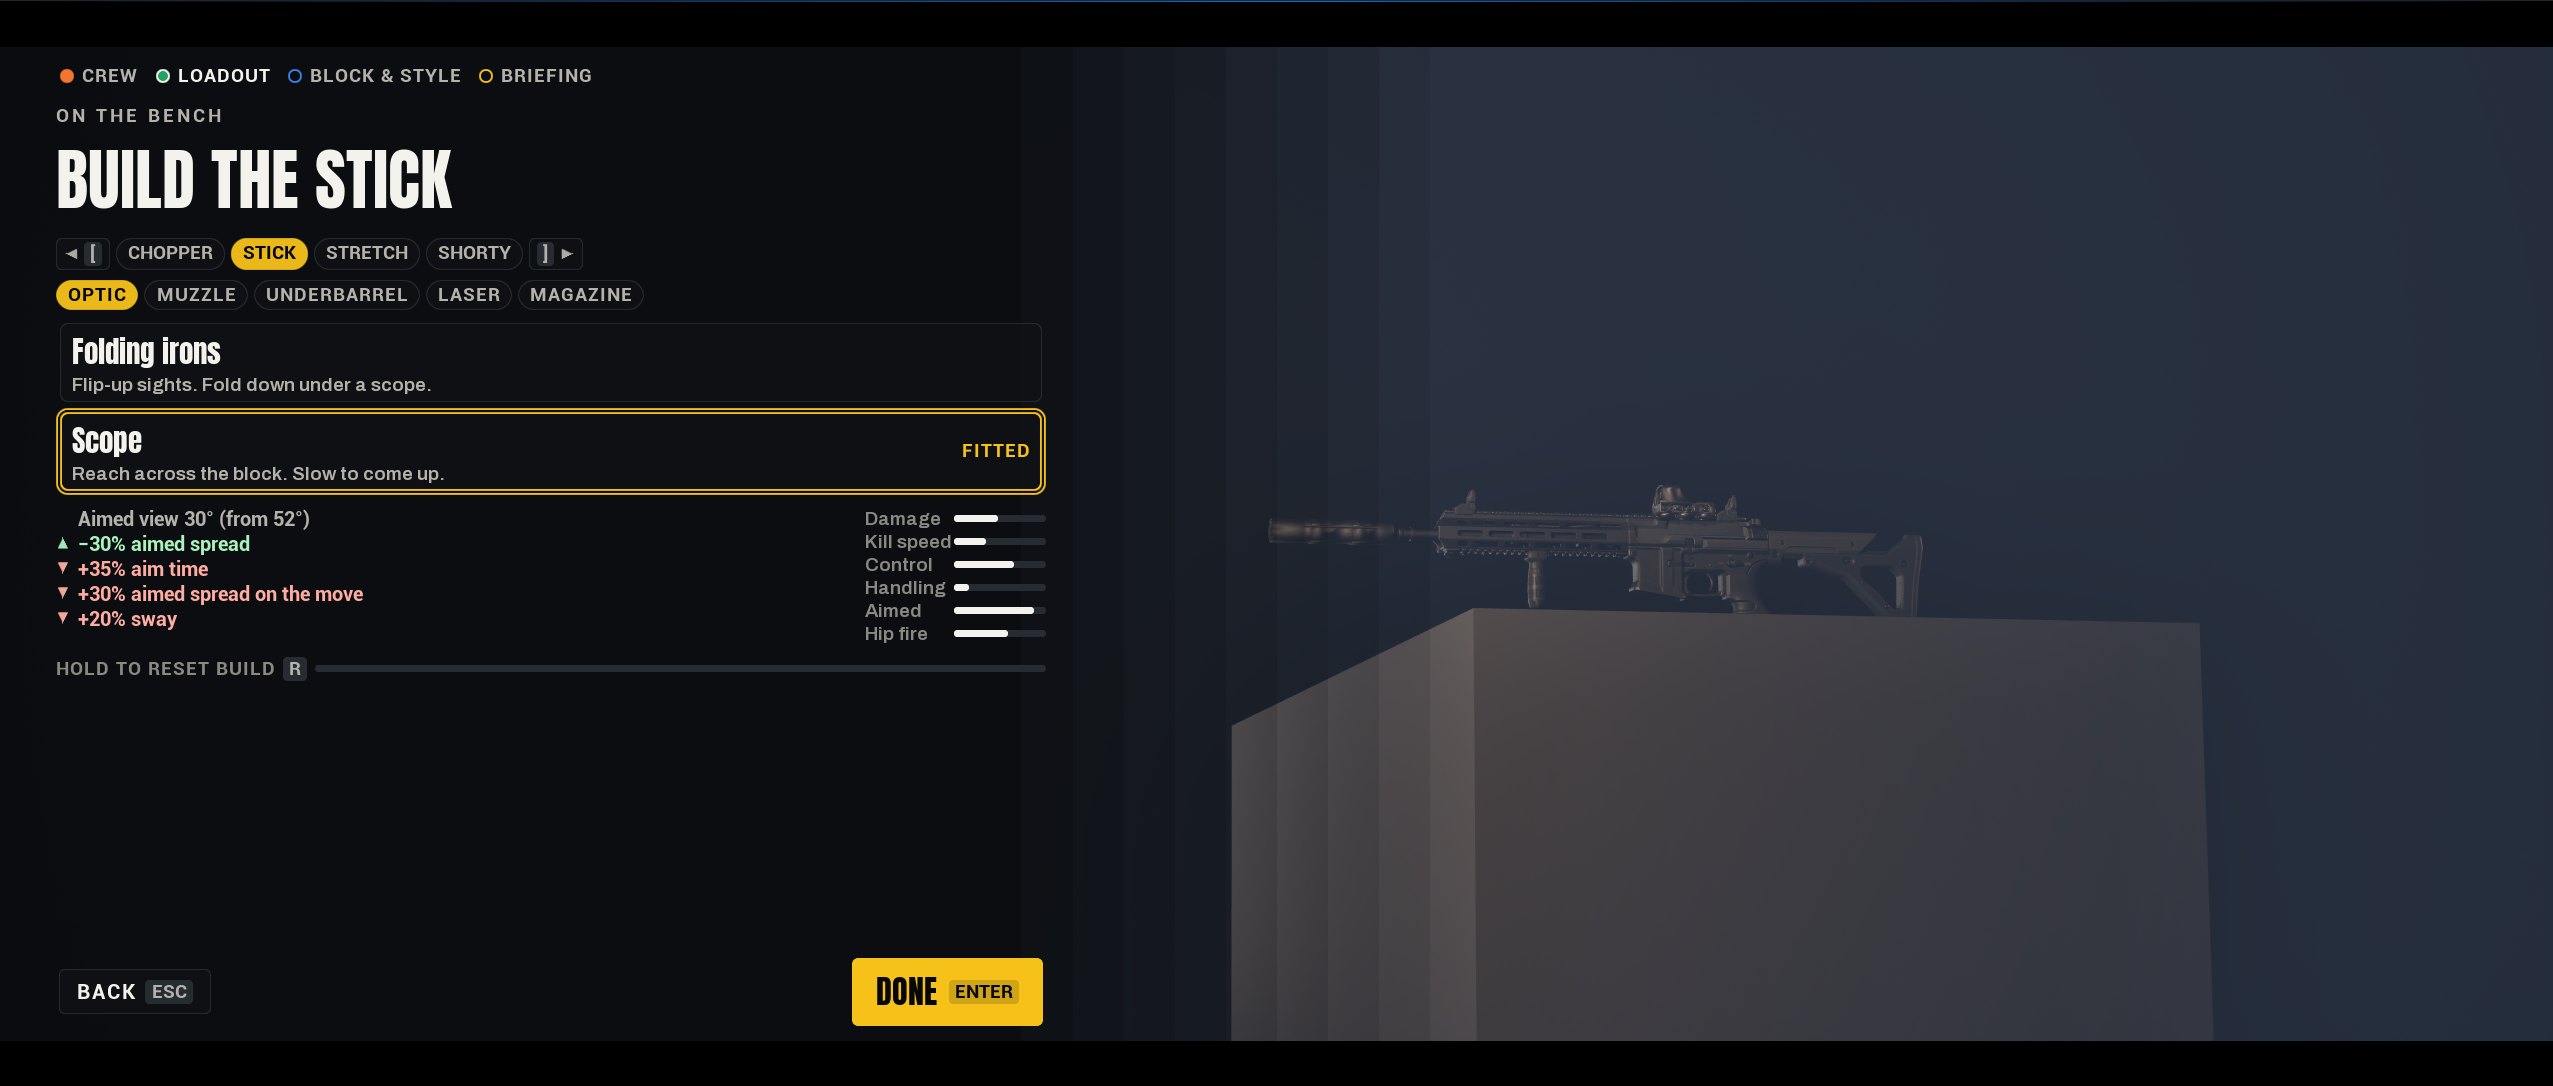 CREW LOADOUT BLOCK & STYLE BRIEFING
ON THE BENCH
BUILD THE STICK
◄ [ CHOPPER STICK STRETCH SHORTY ] ►
OPTIC MUZZLE UNDERBARREL LASER MAGAZINE
Folding irons
Flip-up sights. Fold down under a scope.
Scope
Reach across the block. Slow to come up.
FITTED
Aimed view 30° (from 52°)
▲ −30% aimed spread
▼ +35% aim time
▼ +30% aimed spread on the move
▼ +20% sway
Damage
Kill speed
Control
Handling
Aimed
Hip fire
HOLD TO RESET BUILD R
BACK ESC
DONE ENTER